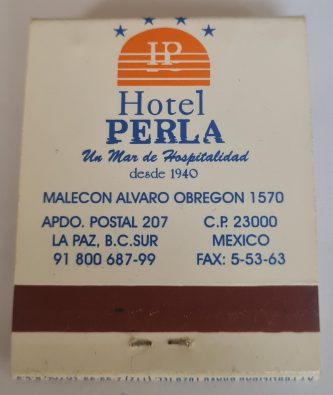 HP
Hotel
PERLA
Un Mar de Hospitalidad
desde 1940
MALECON ALVARO OBREGON 1570
APDO. POSTAL 207 C.P. 23000
LA PAZ, B.C.SUR MEXICO
91 800 687-99 FAX: 5-53-63